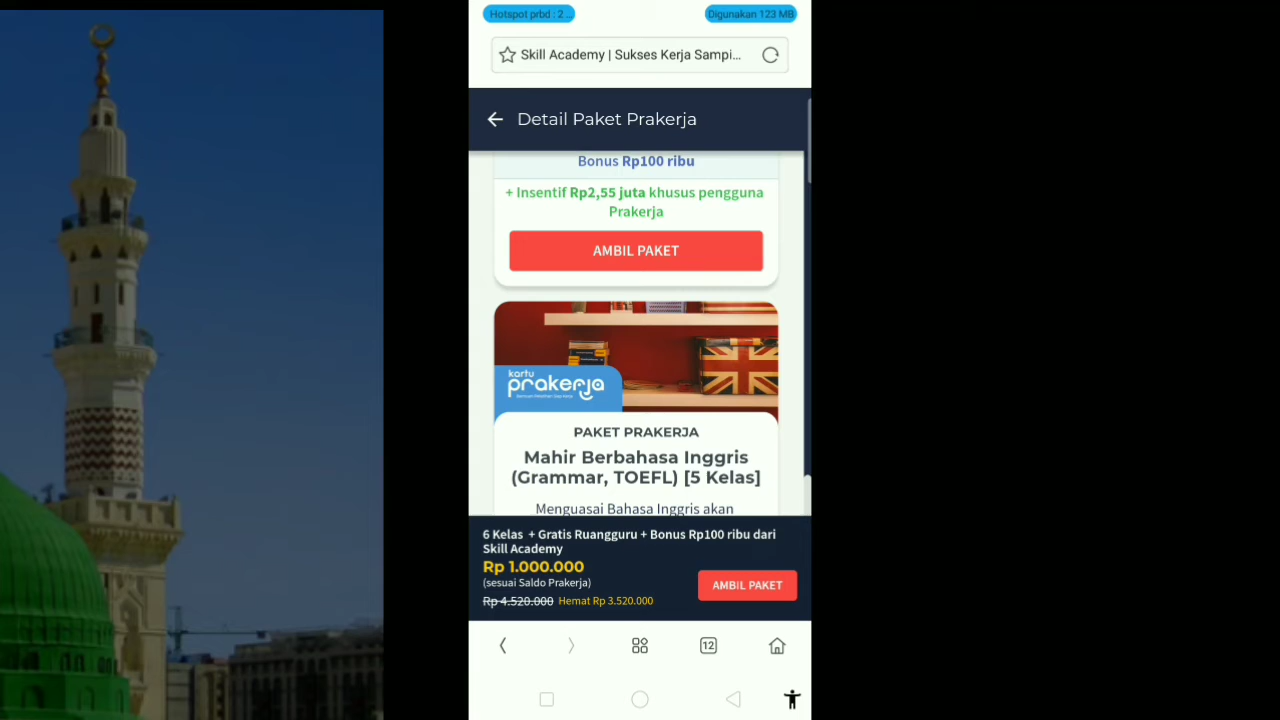 Hotspot prbd : 2 ...
Digunakan 123 MB
Skill Academy | Sukses Kerja Sampi...
Detail Paket Prakerja
Bonus Rp100 ribu
+ Insentif Rp2,55 juta khusus pengguna
Prakerja
AMBIL PAKET
kartu
prakerja
PAKET PRAKERJA
Mahir Berbahasa Inggris
(Grammar, TOEFL) [5 Kelas]
Menguasai Bahasa Inggris akan
6 Kelas + Gratis Ruangguru + Bonus Rp100 ribu dari
Skill Academy
Rp 1.000.000
(sesuai Saldo Prakerja)
Rp 4.520.000 Hemat Rp 3.520.000
AMBIL PAKET
12